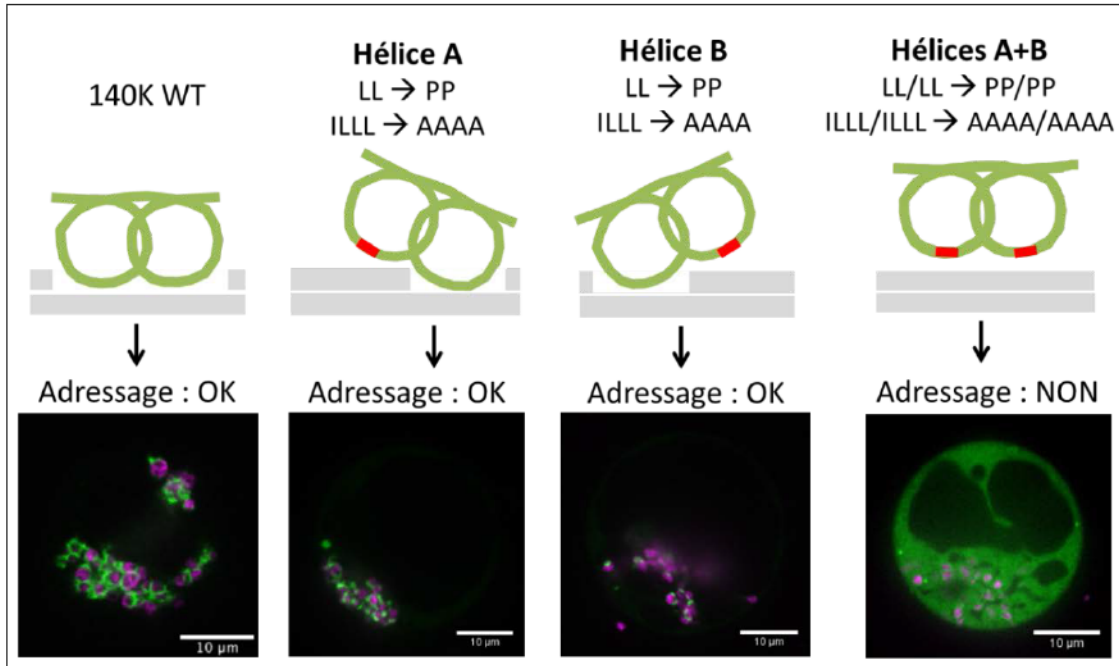 140K WT
Hélice A
LL → PP
ILLL → AAAA
Hélice B
LL → PP
ILLL → AAAA
Hélices A+B
LL/LL → PP/PP
ILLL/ILLL → AAAA/AAAA
Adressage : OK
Adressage : OK
Adressage : OK
Adressage : NON
10 µm
10 µm
10 µm
10 µm